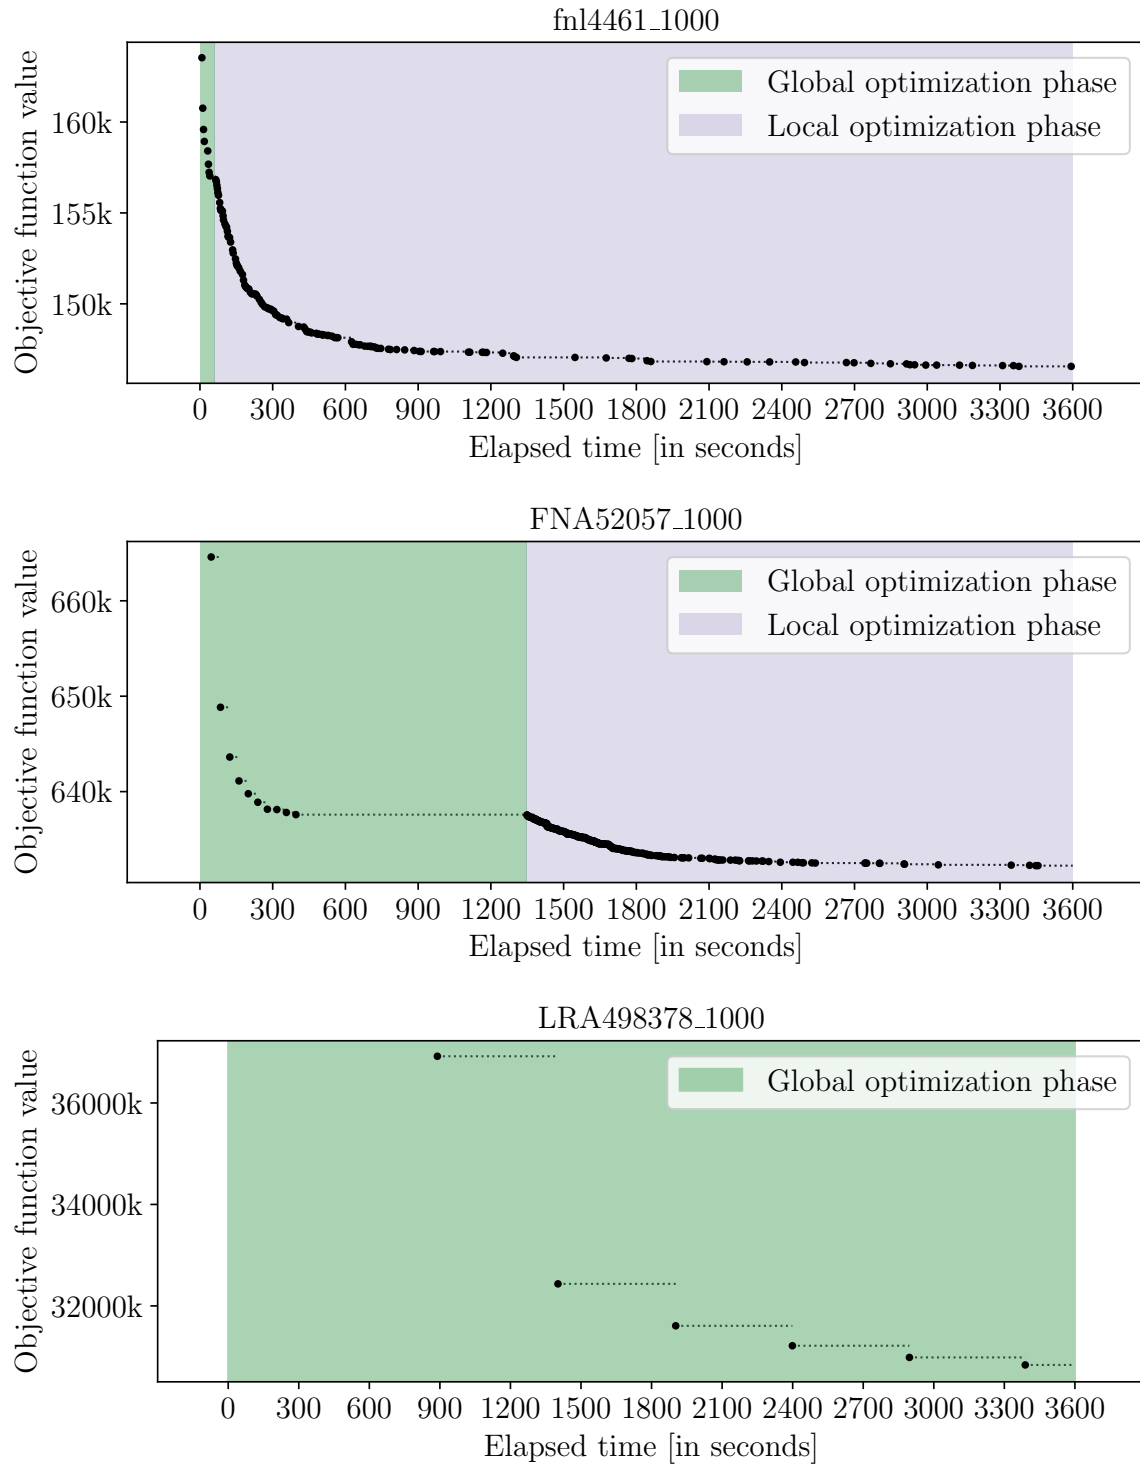 fnl4461_1000
Objective function value
160k
155k
150k
Global optimization phase
Local optimization phase
0 300 600 900 1200 1500 1800 2100 2400 2700 3000 3300 3600
Elapsed time [in seconds]
FNA52057_1000
Objective function value
660k
650k
640k
Global optimization phase
Local optimization phase
0 300 600 900 1200 1500 1800 2100 2400 2700 3000 3300 3600
Elapsed time [in seconds]
LRA498378_1000
Objective function value
36000k
34000k
32000k
Global optimization phase
0 300 600 900 1200 1500 1800 2100 2400 2700 3000 3300 3600
Elapsed time [in seconds]